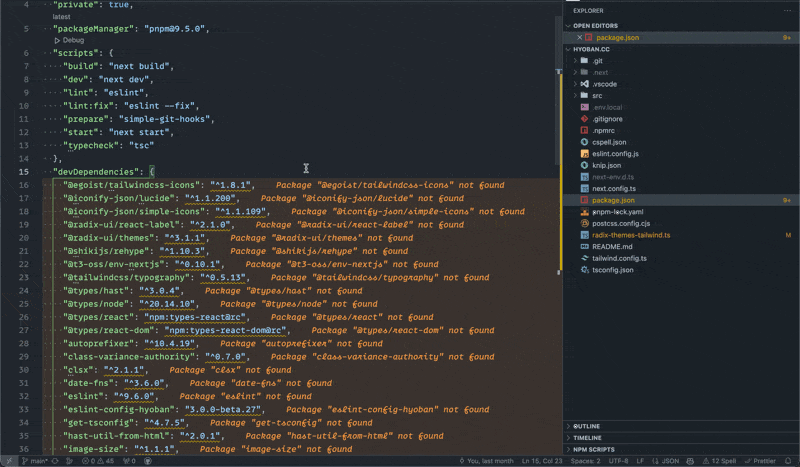 4 "private": true,
latest
5 "packageManager": "pnpm@9.5.0",
Debug
6 "scripts": {
7 "build": "next build",
8 "dev": "next dev",
9 "lint": "eslint",
10 "lint:fix": "eslint --fix",
11 "prepare": "simple-git-hooks",
12 "start": "next start",
13 "typecheck": "tsc"
14 },
15 "devDependencies": {
16 "@egoist/tailwindcss-icons": "^1.8.1", Package "@egoist/tailwindcss-icons" not found
17 "@iconify-json/lucide": "^1.1.200", Package "@iconify-json/lucide" not found
18 "@iconify-json/simple-icons": "^1.1.109", Package "@iconify-json/simple-icons" not found
19 "@radix-ui/react-label": "^2.1.0", Package "@radix-ui/react-label" not found
20 "@radix-ui/themes": "^3.1.1", Package "@radix-ui/themes" not found
21 "@shikijs/rehype": "^1.10.3", Package "@shikijs/rehype" not found
22 "@t3-oss/env-nextjs": "^0.10.1", Package "@t3-oss/env-nextjs" not found
23 "@tailwindcss/typography": "^0.5.13", Package "@tailwindcss/typography" not found
24 "@types/hast": "^3.0.4", Package "@types/hast" not found
25 "@types/node": "^20.14.10", Package "@types/node" not found
26 "@types/react": "npm:types-react@rc", Package "@types/react" not found
27 "@types/react-dom": "npm:types-react-dom@rc", Package "@types/react-dom" not found
28 "autoprefixer": "^10.4.19", Package "autoprefixer" not found
29 "class-variance-authority": "^0.7.0", Package "class-variance-authority" not found
30 "clsx": "^2.1.1", Package "clsx" not found
31 "date-fns": "^3.6.0", Package "date-fns" not found
32 "eslint": "^9.6.0", Package "eslint" not found
33 "eslint-config-hyoban": "3.0.0-beta.27", Package "eslint-config-hyoban" not found
34 "get-tsconfig": "^4.7.5", Package "get-tsconfig" not found
35 "hast-util-from-html": "^2.0.1", Package "hast-util-from-html" not found
36 "image-size": "^1.1.1", Package "image-size" not found
EXPLORER
OPEN EDITORS
package.json 9+
HYOBAN.CC
.git
.next
.vscode
src
.env.local
.gitignore
.npmrc
cspell.json
eslint.config.js
knip.json
next-env.d.ts
next.config.ts
package.json 9+
pnpm-lock.yaml
postcss.config.cjs
radix-themes-tailwind.ts M
README.md
tailwind.config.ts
tsconfig.json
OUTLINE
TIMELINE
NPM SCRIPTS
main* 0 48 0 You, last month Ln 15, Col 23 Spaces: 2 UTF-8 LF {} JSON 12 Spell Prettier